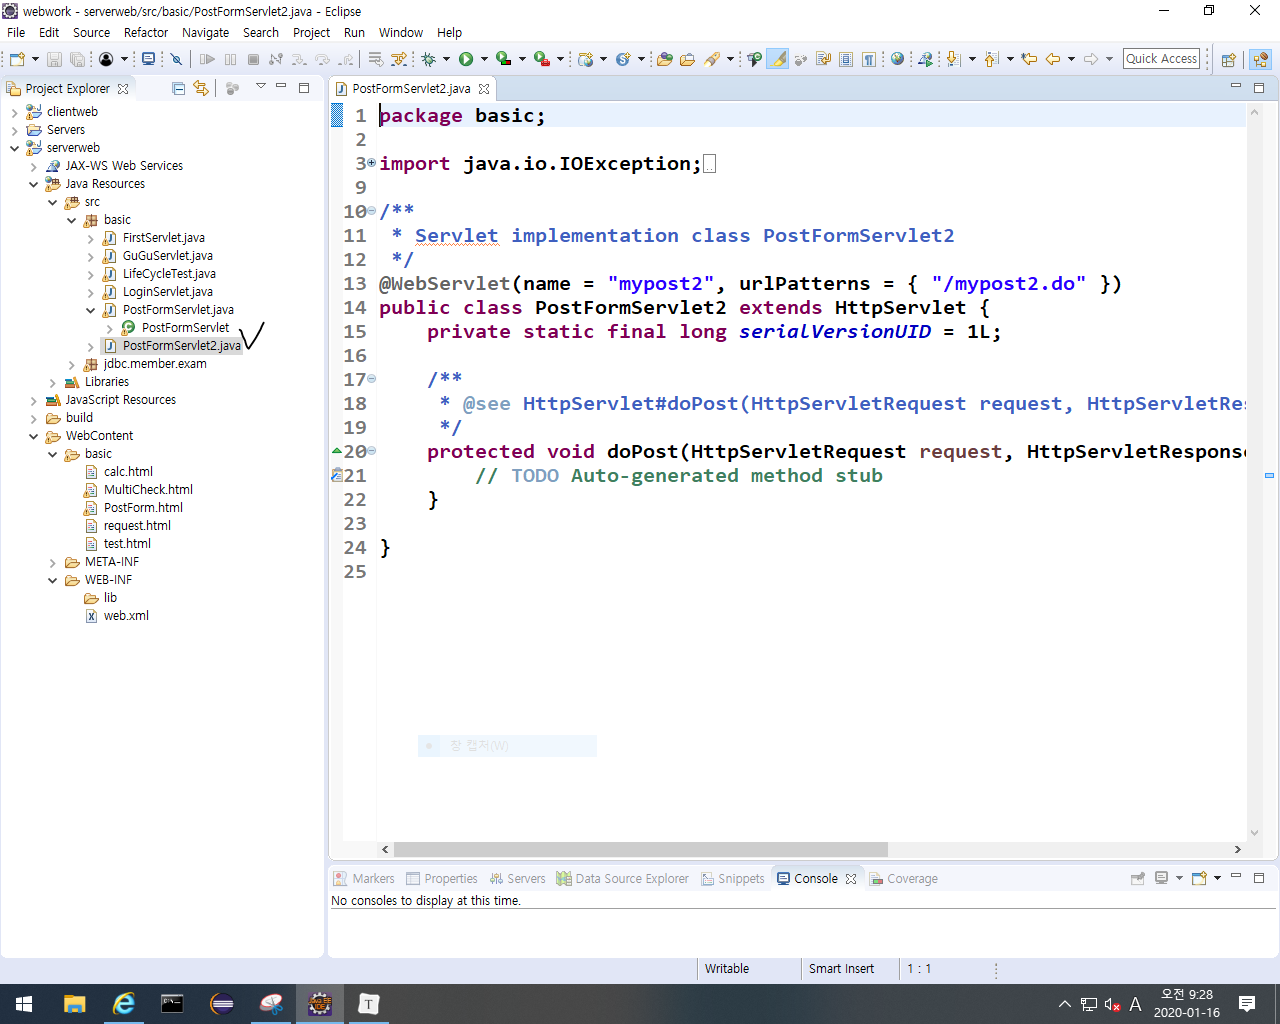 webwork - serverweb/src/basic/PostFormServlet2.java - Eclipse
File Edit Source Refactor Navigate Search Project Run Window Help
Quick Access
Project Explorer
clientweb
Servers
serverweb
JAX-WS Web Services
Java Resources
src
basic
FirstServlet.java
GuGuServlet.java
LifeCycleTest.java
LoginServlet.java
PostFormServlet.java
PostFormServlet
PostFormServlet2.java
jdbc.member.exam
Libraries
JavaScript Resources
build
WebContent
basic
calc.html
MultiCheck.html
PostForm.html
request.html
test.html
META-INF
WEB-INF
lib
web.xml
PostFormServlet2.java
1 package basic;
2
3 import java.io.IOException;
9
10 /**
11 * Servlet implementation class PostFormServlet2
12 */
13 @WebServlet(name = "mypost2", urlPatterns = { "/mypost2.do" })
14 public class PostFormServlet2 extends HttpServlet {
15 private static final long serialVersionUID = 1L;
16
17 /**
18 * @see HttpServlet#doPost(HttpServletRequest request, HttpServletRes
19 */
20 protected void doPost(HttpServletRequest request, HttpServletResponse
21 // TODO Auto-generated method stub
22 }
23
24 }
25
창 캡처(W)
Markers Properties Servers Data Source Explorer Snippets Console Coverage
No consoles to display at this time.
Writable Smart Insert 1 : 1
Java EE IDE
T
A
오전 9:28
2020-01-16